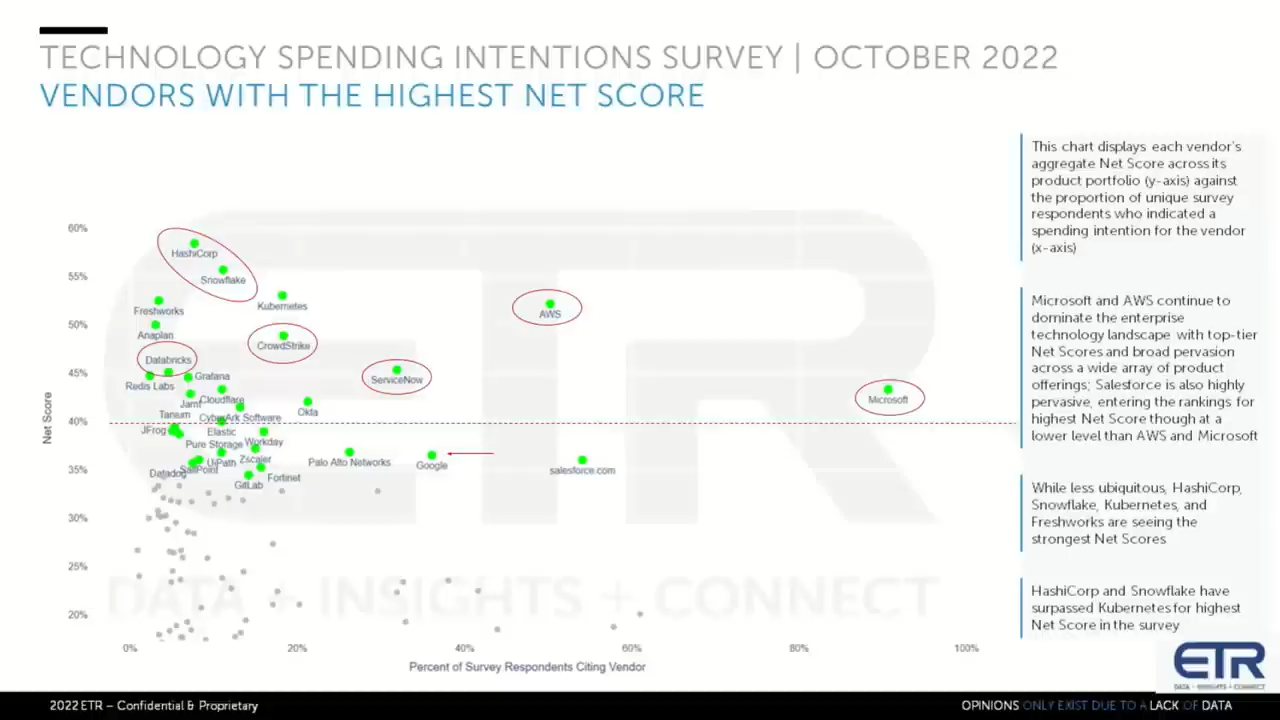 TECHNOLOGY SPENDING INTENTIONS SURVEY | OCTOBER 2022
VENDORS WITH THE HIGHEST NET SCORE
This chart displays each vendor's
aggregate Net Score across its
product portfolio (y-axis) against
the proportion of unique survey
respondents who indicated a
spending intention for the vendor
(x-axis)
Microsoft and AWS continue to
dominate the enterprise
technology landscape with top-tier
Net Scores and broad pervasion
across a wide array of product
offerings; Salesforce is also highly
pervasive, entering the rankings for
highest Net Score though at a
lower level than AWS and Microsoft
While less ubiquitous, HashiCorp,
Snowflake, Kubernetes, and
Freshworks are seeing the
strongest Net Scores
HashiCorp and Snowflake have
surpassed Kubernetes for highest
Net Score in the survey
Net Score
60%
55%
50%
45%
40%
35%
30%
25%
20%
HashiCorp
Snowflake
Kubernetes
Freshworks
AWS
Anaplan
CrowdStrike
Databricks
ServiceNow
Redis Labs
Grafana
Microsoft
Jamf
Cloudflare
Okta
Tanium
CyberArk Software
JFrog
Elastic
Pure Storage
Workday
UiPath
Zscaler
Palo Alto Networks
Google
salesforce.com
Datadog
SailPoint
GitLab
Fortinet
ETR
DATA + INSIGHTS + CONNECT
0%
20%
40%
60%
80%
100%
Percent of Survey Respondents Citing Vendor
ETR
DATA + INSIGHTS + CONNECT
2022 ETR – Confidential & Proprietary
OPINIONS ONLY EXIST DUE TO A LACK OF DATA